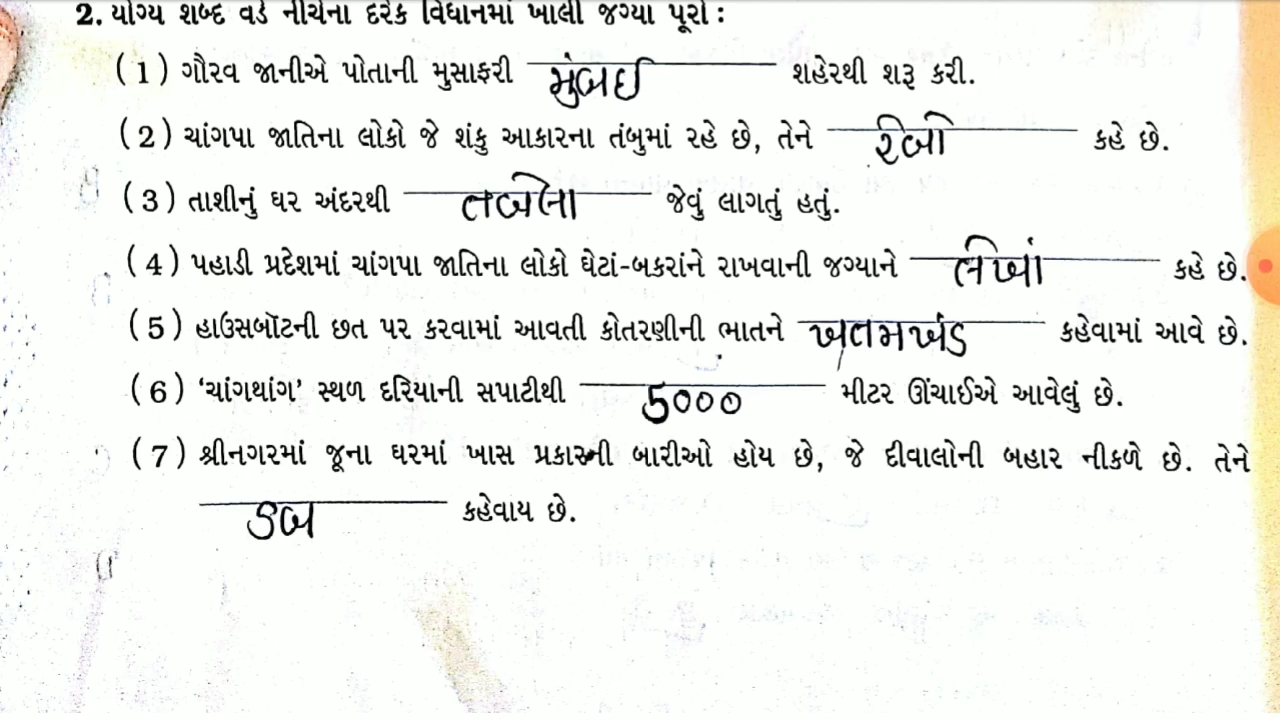 2. યોગ્ય શબ્દ વડે નીચેના દરેક વિધાનમાં ખાલી જગ્યા પૂરો :
(1) ગૌરવ જાનીએ પોતાની મુસાફરી મુંબઈ શહેરથી શરૂ કરી.
(2) ચાંગપા જાતિના લોકો જે શંકુ આકારના તંબુમાં રહે છે, તેને રેબો કહે છે.
(3) તાશીનું ઘર અંદરથી તબેલા જેવું લાગતું હતું.
(4) પહાડી પ્રદેશમાં ચાંગપા જાતિના લોકો ઘેટાં-બકરાંને રાખવાની જગ્યાને લેખાં કહે છે.
(5) હાઉસબૉટની છત પર કરવામાં આવતી કોતરણીની ભાતને ખતમખંડ કહેવામાં આવે છે.
(6) ‘ચાંગથાંગ’ સ્થળ દરિયાની સપાટીથી 5000 મીટર ઊંચાઈએ આવેલું છે.
(7) શ્રીનગરમાં જૂના ઘરમાં ખાસ પ્રકારની બારીઓ હોય છે, જે દીવાલોની બહાર નીકળે છે. તેને
ડબ કહેવાય છે.